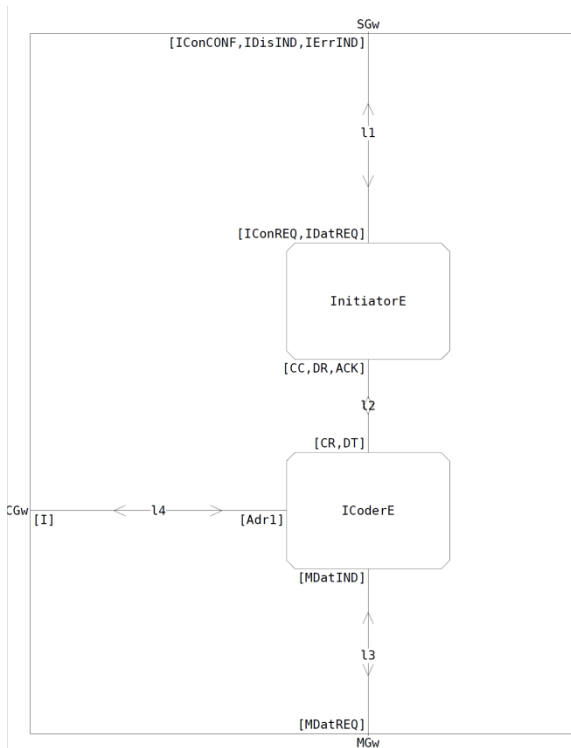 SGw
[IConCONF,IDisIND,IErrIND]
l1
[IConREQ,IDatREQ]
InitiatorE
[CC,DR,ACK]
l2
[CR,DT]
CGw
[I]
l4
[Adr1]
ICoderE
[MDatIND]
l3
[MDatREQ]
MGw